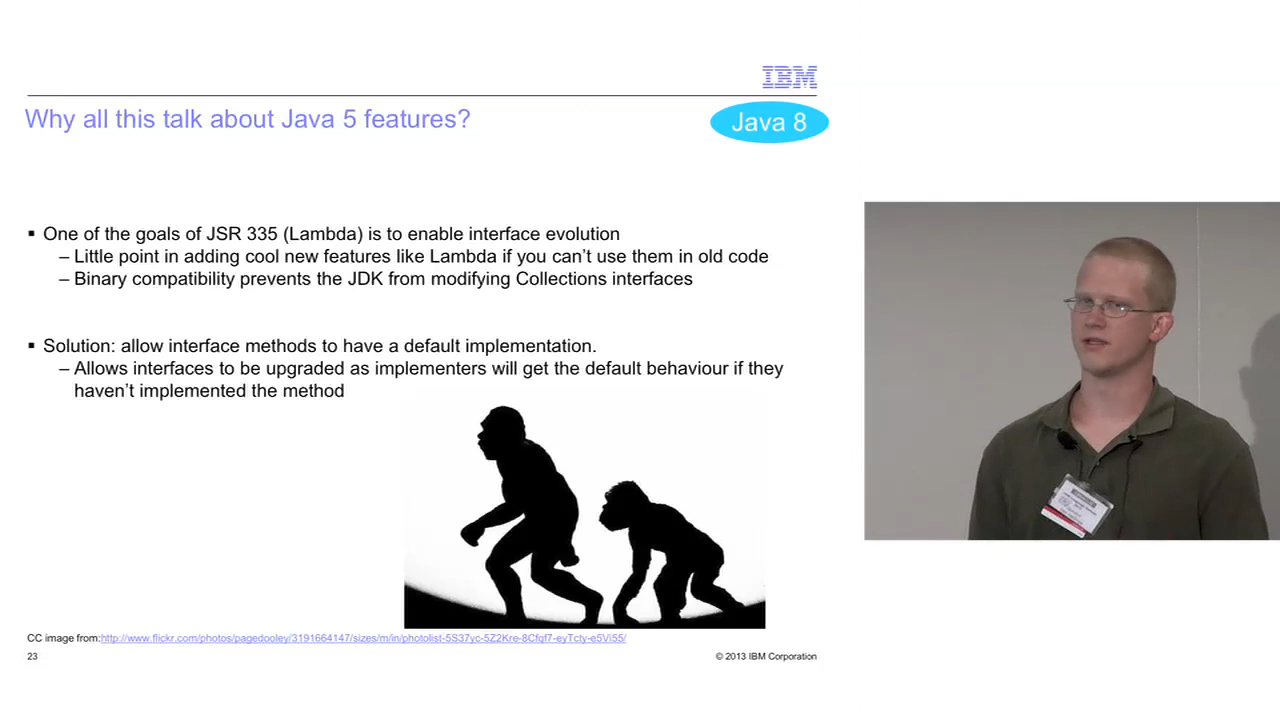 IBM
Why all this talk about Java 5 features?
Java 8
▪ One of the goals of JSR 335 (Lambda) is to enable interface evolution
– Little point in adding cool new features like Lambda if you can't use them in old code
– Binary compatibility prevents the JDK from modifying Collections interfaces
▪ Solution: allow interface methods to have a default implementation.
– Allows interfaces to be upgraded as implementers will get the default behaviour if they
haven't implemented the method
CC image from:http://www.flickr.com/photos/pagedooley/3191664147/sizes/m/in/photolist-5S37yc-5Z2Kre-8Cfqf7-eyTcty-e5Vi55/
23
© 2013 IBM Corporation